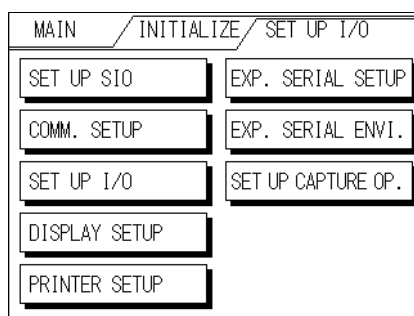 MAIN / INITIALIZE / SET UP I/O
SET UP SIO
EXP. SERIAL SETUP
COMM. SETUP
EXP. SERIAL ENVI.
SET UP I/O
SET UP CAPTURE OP.
DISPLAY SETUP
PRINTER SETUP